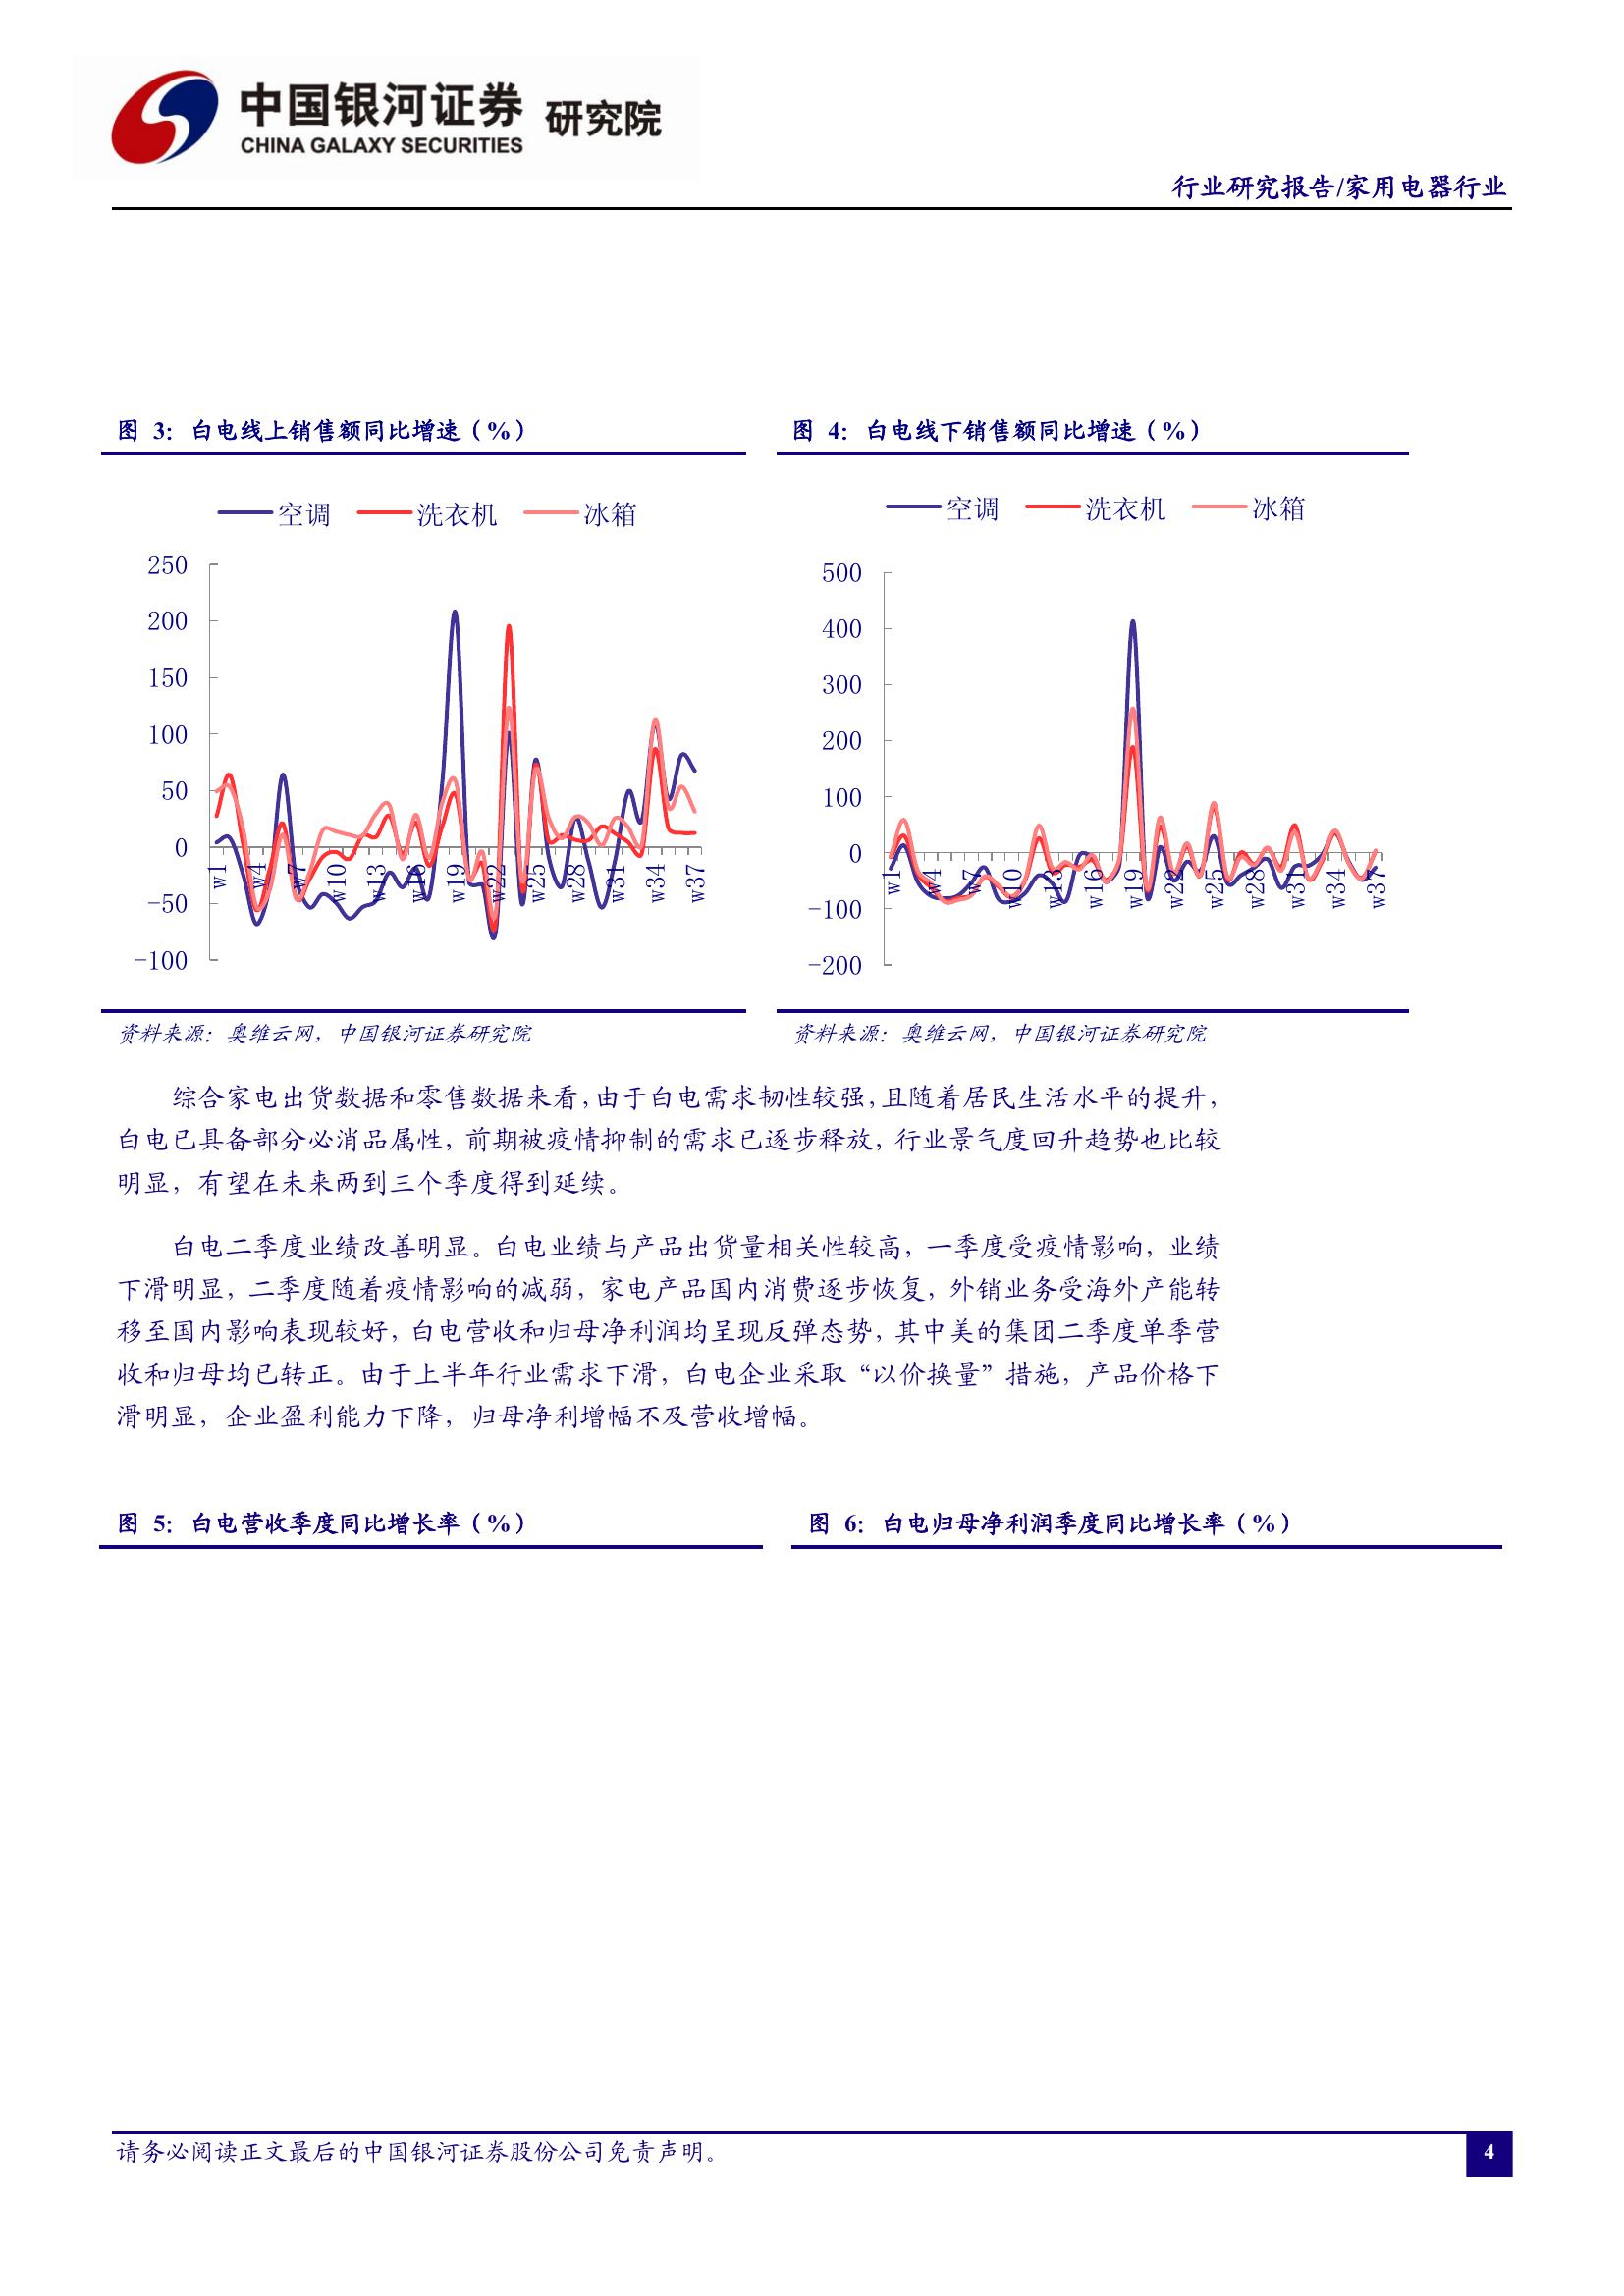 中国银河证券 研究院
CHINA GALAXY SECURITIES
行业研究报告/家用电器行业
图 3：白电线上销售额同比增速（%）
空调 洗衣机 冰箱
250
200
150
100
50
0
-50
-100
w1 w4 w7 w10 w13 w16 w19 w22 w25 w28 w31 w34 w37
资料来源：奥维云网，中国银河证券研究院
图 4：白电线下销售额同比增速（%）
空调 洗衣机 冰箱
500
400
300
200
100
0
-100
-200
w1 w4 w7 w10 w13 w16 w19 w22 w25 w28 w31 w34 w37
资料来源：奥维云网，中国银河证券研究院
综合家电出货数据和零售数据来看，由于白电需求韧性较强，且随着居民生活水平的提升，
白电已具备部分必消品属性，前期被疫情抑制的需求已逐步释放，行业景气度回升趋势也比较
明显，有望在未来两到三个季度得到延续。
白电二季度业绩改善明显。白电业绩与产品出货量相关性较高，一季度受疫情影响，业绩
下滑明显，二季度随着疫情影响的减弱，家电产品国内消费逐步恢复，外销业务受海外产能转
移至国内影响表现较好，白电营收和归母净利润均呈现反弹态势，其中美的集团二季度单季营
收和归母均已转正。由于上半年行业需求下滑，白电企业采取“以价换量”措施，产品价格下
滑明显，企业盈利能力下降，归母净利增幅不及营收增幅。
图 5：白电营收季度同比增长率（%）
图 6：白电归母净利润季度同比增长率（%）
请务必阅读正文最后的中国银河证券股份公司免责声明。
4